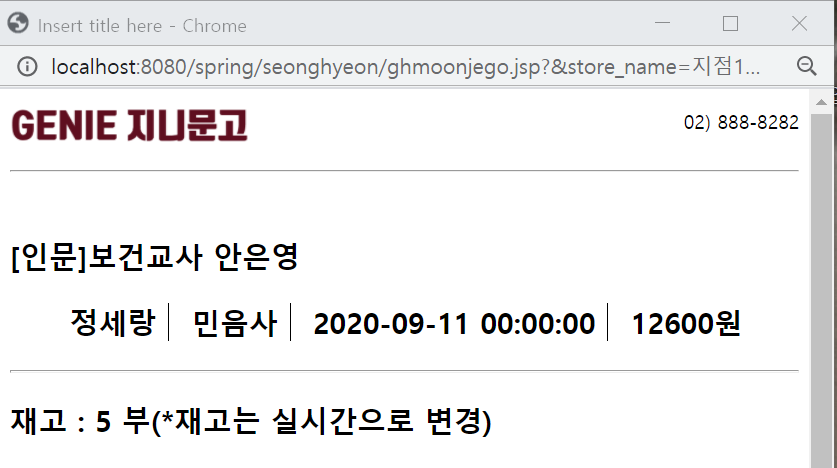 Insert title here - Chrome
localhost:8080/spring/seonghyeon/ghmoonjego.jsp?&store_name=지점1...
GENIE 지니문고 02) 888-8282
[인문]보건교사 안은영
정세랑 민음사 2020-09-11 00:00:00 12600원
재고 : 5 부(*재고는 실시간으로 변경)